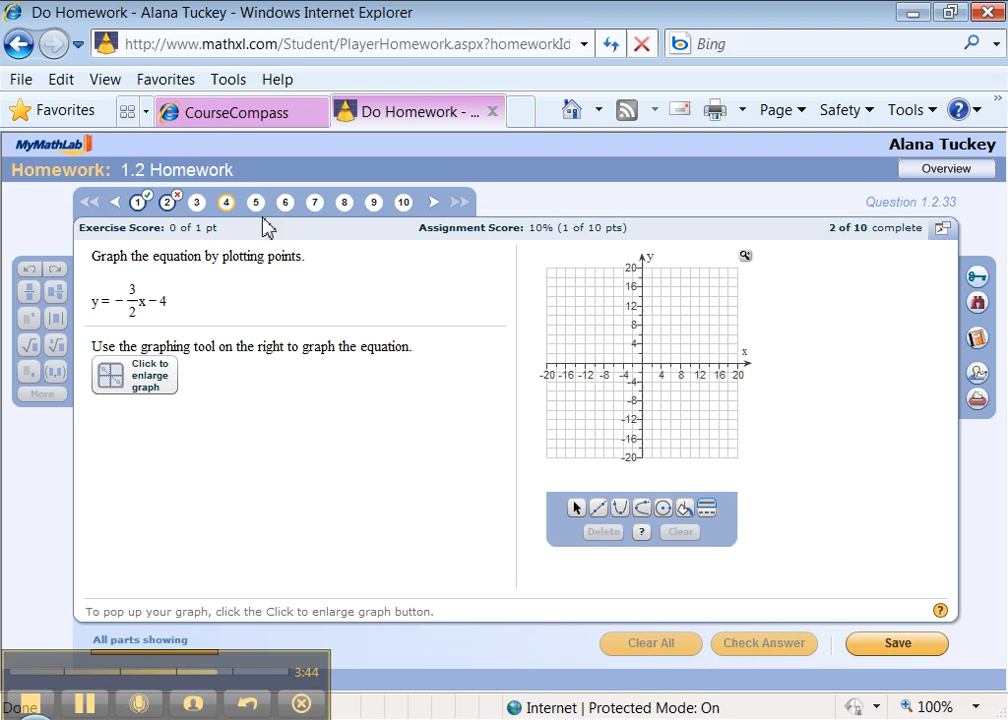 Do Homework - Alana Tuckey - Windows Internet Explorer
http://www.mathxl.com/Student/PlayerHomework.aspx?homeworkId
Bing
File Edit View Favorites Tools Help
Favorites CourseCompass Do Homework - ... Page Safety Tools »
MyMathLab Alana Tuckey
Homework: 1.2 Homework Overview
1 2 3 4 5 6 7 8 9 10 Question 1.2.33
Exercise Score: 0 of 1 pt Assignment Score: 10% (1 of 10 pts) 2 of 10 complete
Graph the equation by plotting points.
y = - 3/2 x - 4
Use the graphing tool on the right to graph the equation.
Click to
enlarge
graph
More
y
20
16
12
8
4
x
-20 -16 -12 -8 -4 4 8 12 16 20
-4
-8
-12
-16
-20
Delete ? Clear
To pop up your graph, click the Click to enlarge graph button. ?
All parts showing Clear All Check Answer Save
3:44
Done Internet | Protected Mode: On 100%